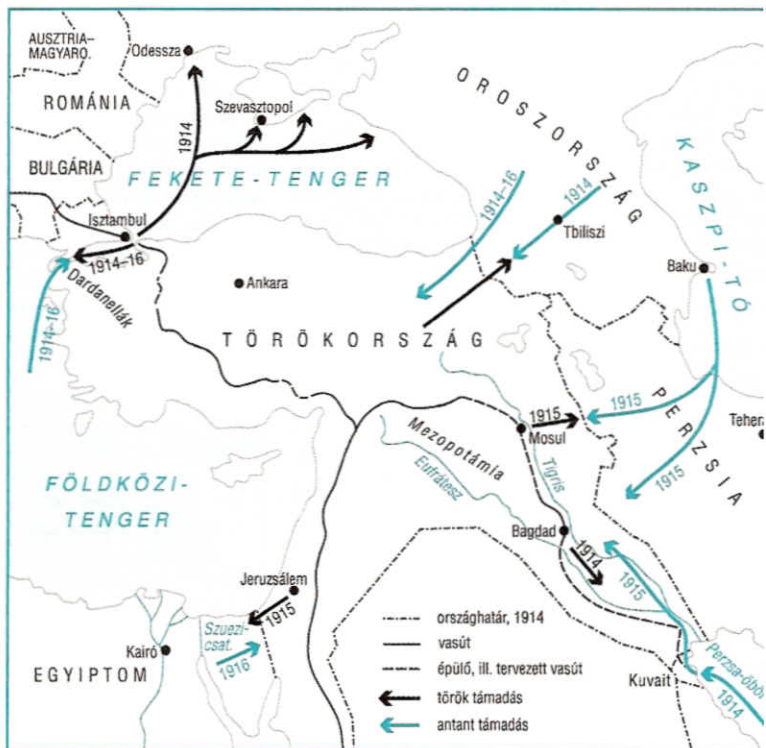 AUSZTRIA–
MAGYARO.
Odessza
OROSZORSZÁG
ROMÁNIA
Szevasztopol
1914
KASZPI-TÓ
BULGÁRIA
FEKETE-TENGER
1914–16
1914
Tbiliszi
Isztambul
Baku
1914–16
Dardanellák
Ankara
1914–16
TÖRÖKORSZÁG
PERZSIA
1915
1915
Mosul
1915
Mezopotámia
Eufrátesz
Tigris
FÖLDKÖZI-
TENGER
Bagdad
1914
1915
Jeruzsálem
1915
Szuezi-
csat.
1916
Kairó
EGYIPTOM
Kuvait
1914
országhatár, 1914
vasút
épülő, ill. tervezett vasút
török támadás
antant támadás